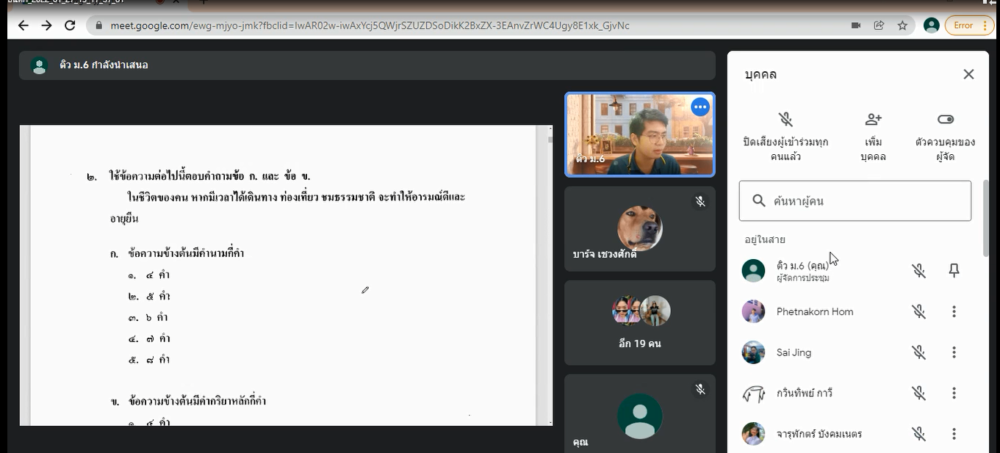 meet.google.com/ewg-mjyo-jmk?fbclid=IwAR02w-iwAxYcj5QWjrSZUZDSoDikK2BxZX-3EAnvZrWC4Ugy8E1xk_GjvNc
Error
ติว ม.6 กำลังนำเสนอ
๒. ใช้ข้อความต่อไปนี้ตอบคำถามข้อ ก. และ ข้อ ข.
ในชีวิตของคน หากมีเวลาได้เดินทาง ท่องเที่ยว ชมธรรมชาติ จะทำให้อารมณ์ดีและ
อายุยืน
ก. ข้อความข้างต้นมีคำนามกี่คำ
๑. ๔ คำ
๒. ๕ คำ
๓. ๖ คำ
๔. ๗ คำ
๕. ๘ คำ
ข. ข้อความข้างต้นมีคำกริยาหลักกี่คำ
๑. ๔ คำ
ติว ม.6
บาร์จ เชวงศักดิ์
อีก 19 คน
คุณ
บุคคล
ปิดเสียงผู้เข้าร่วมทุก
คนแล้ว
เพิ่ม
บุคคล
ตัวควบคุมของ
ผู้จัด
ค้นหาผู้คน
อยู่ในสาย
ติว ม.6 (คุณ)
ผู้จัดการประชุม
Phetnakorn Hom
Sai Jing
กวินทิพย์ กาวี
จารุพักตร์ บังคมเนตร